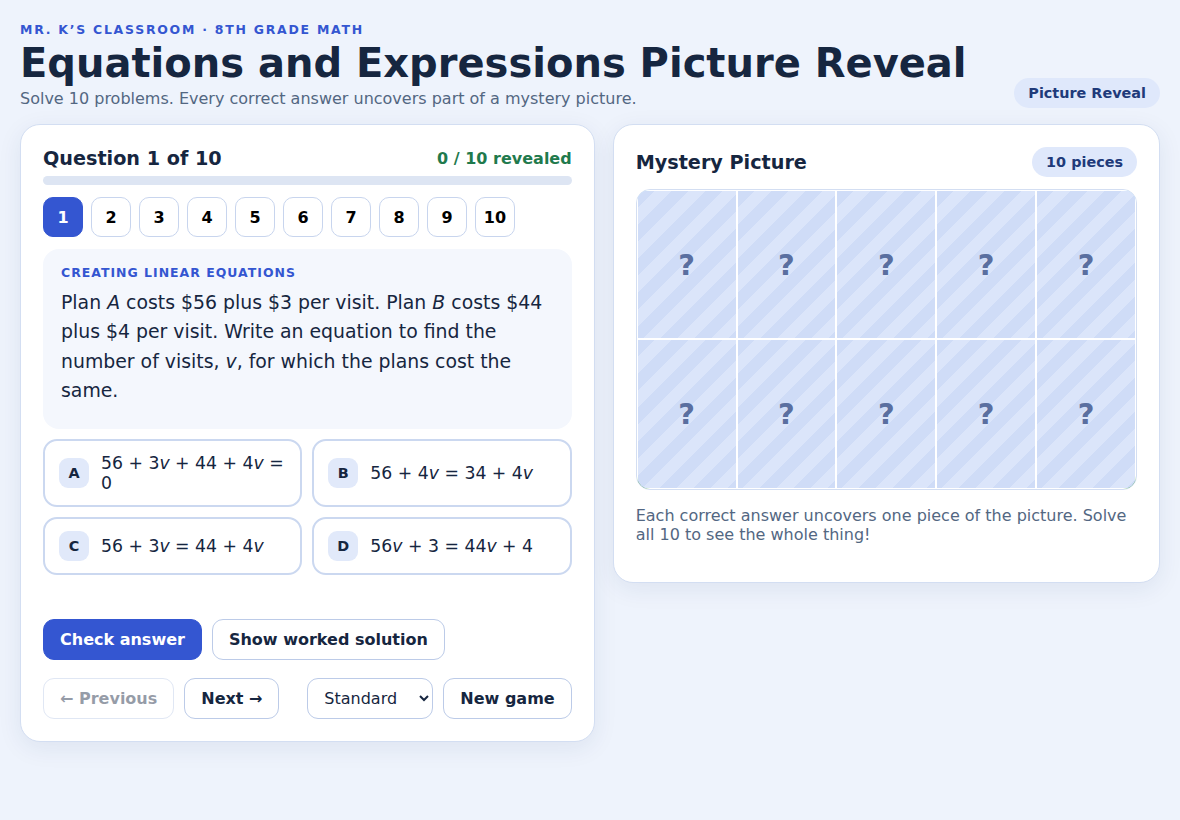 MR. K’S CLASSROOM · 8TH GRADE MATH
Equations and Expressions Picture Reveal
Solve 10 problems. Every correct answer uncovers part of a mystery picture.
Picture Reveal
Question 1 of 10
0 / 10 revealed
1 2 3 4 5 6 7 8 9 10
CREATING LINEAR EQUATIONS
Plan A costs $56 plus $3 per visit. Plan B costs $44
plus $4 per visit. Write an equation to find the
number of visits, v, for which the plans cost the
same.
A 56 + 3v + 44 + 4v =
0
B 56 + 4v = 34 + 4v
C 56 + 3v = 44 + 4v
D 56v + 3 = 44v + 4
Check answer
Show worked solution
← Previous
Next →
Standard
New game
Mystery Picture
10 pieces
? ? ? ? ?
? ? ? ? ?
Each correct answer uncovers one piece of the picture. Solve
all 10 to see the whole thing!